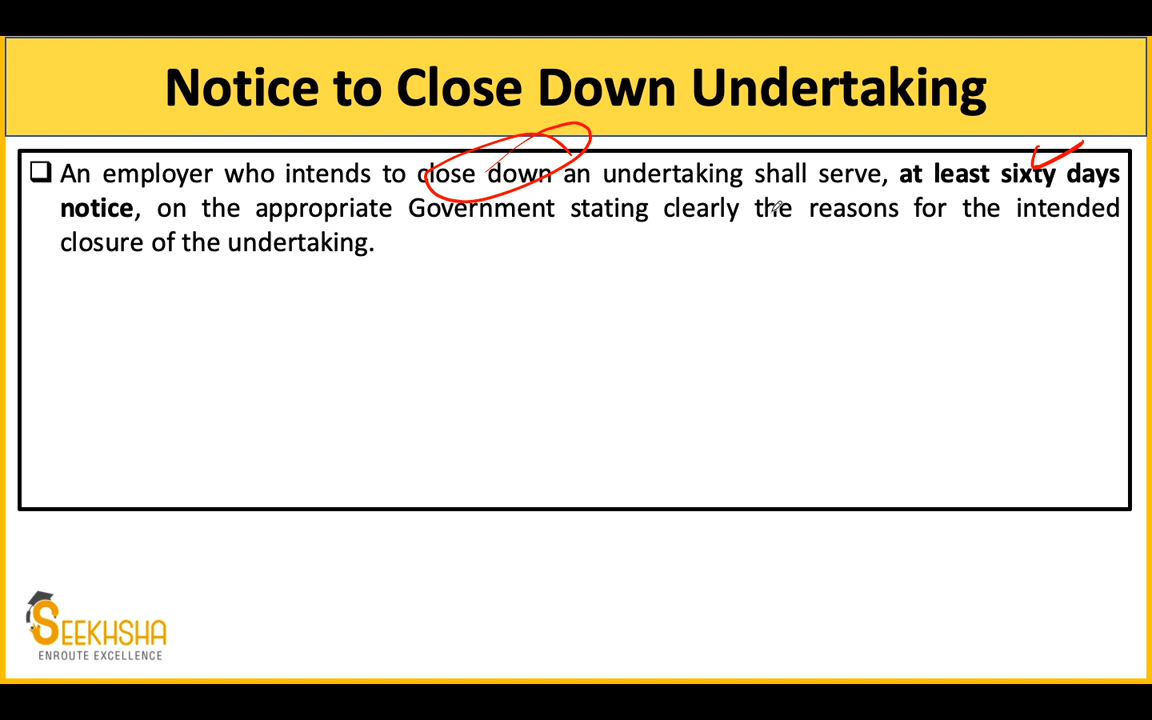 Notice to Close Down Undertaking
An employer who intends to close down an undertaking shall serve, at least sixty days
notice, on the appropriate Government stating clearly the reasons for the intended
closure of the undertaking.
SEEKHSHA
ENROUTE EXCELLENCE